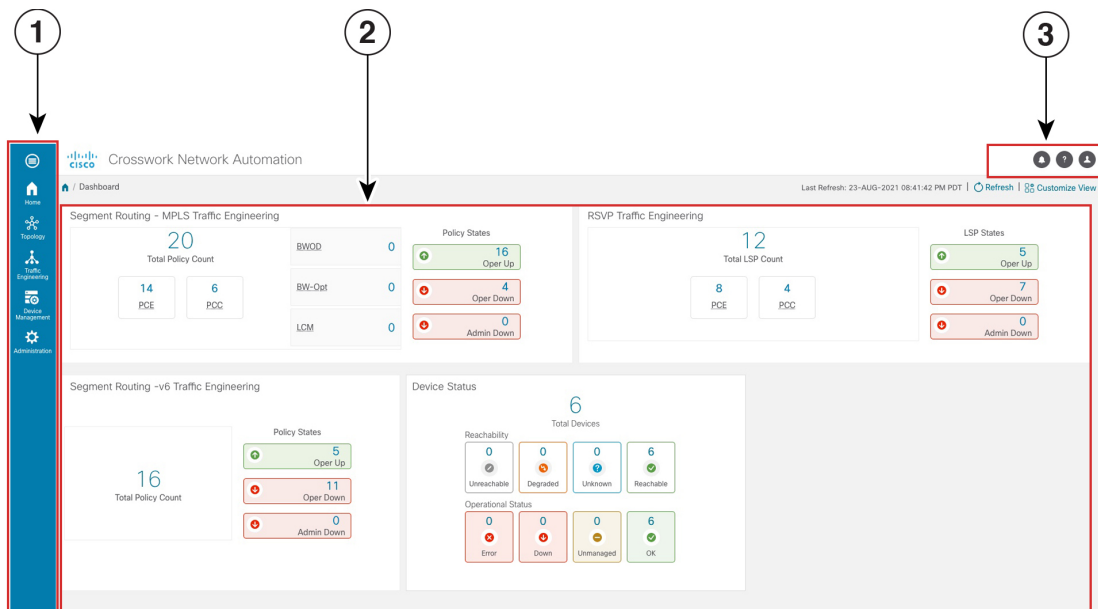 1
2
3
cisco Crosswork Network Automation
/ Dashboard
Last Refresh: 23-AUG-2021 08:41:42 PM PDT | Refresh | Customize View
Home
Topology
Traffic
Engineering
Device
Management
Administration
Segment Routing - MPLS Traffic Engineering
20
Total Policy Count
14
PCE
6
PCC
BWOD 0
BW-Opt 0
LCM 0
Policy States
16
Oper Up
4
Oper Down
0
Admin Down
RSVP Traffic Engineering
12
Total LSP Count
8
PCE
4
PCC
LSP States
5
Oper Up
7
Oper Down
0
Admin Down
Segment Routing -v6 Traffic Engineering
16
Total Policy Count
Policy States
5
Oper Up
11
Oper Down
0
Admin Down
Device Status
6
Total Devices
Reachability
0
Unreachable
0
Degraded
0
?
Unknown
6
Reachable
Operational Status
0
Error
0
Down
0
Unmanaged
6
OK